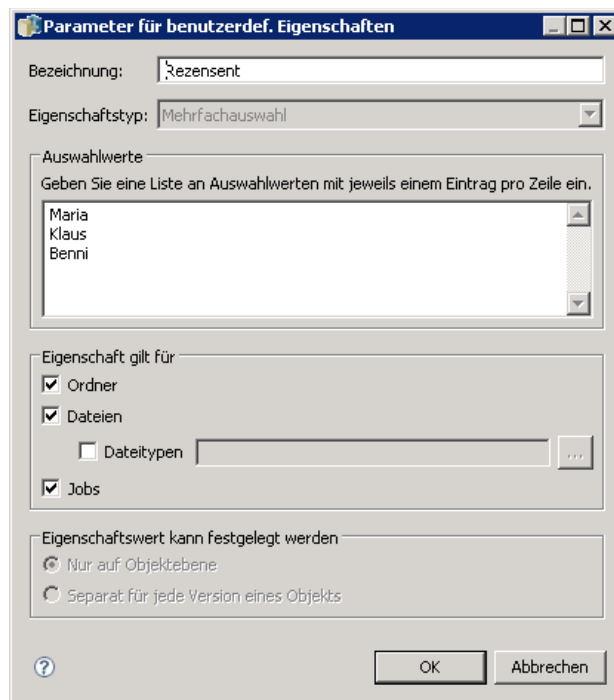 Parameter für benutzerdef. Eigenschaften
Bezeichnung: Rezensent
Eigenschaftstyp: Mehrfachauswahl
Auswahlwerte
Geben Sie eine Liste an Auswahlwerten mit jeweils einem Eintrag pro Zeile ein.
Maria
Klaus
Benni
Eigenschaft gilt für
Ordner
Dateien
Dateitypen ...
Jobs
Eigenschaftswert kann festgelegt werden
Nur auf Objektebene
Separat für jede Version eines Objekts
? OK Abbrechen